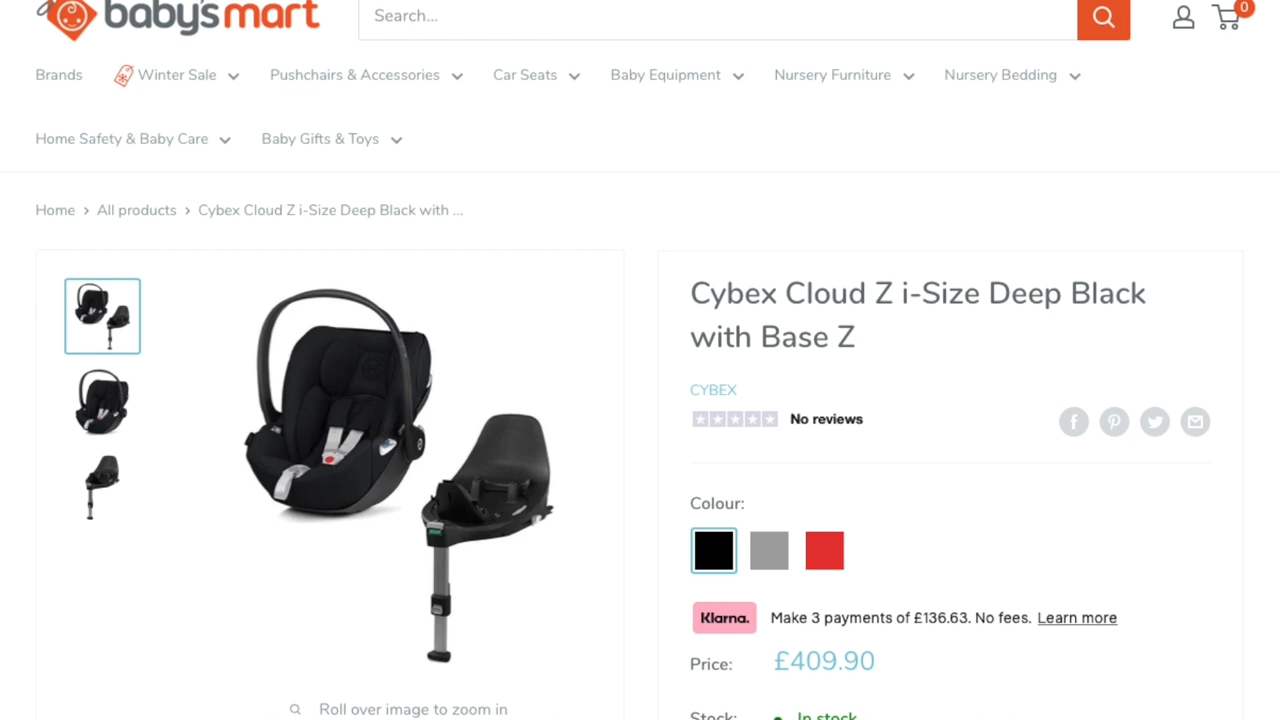 baby's mart
Search...
0
Brands
Winter Sale
Pushchairs & Accessories
Car Seats
Baby Equipment
Nursery Furniture
Nursery Bedding
Home Safety & Baby Care
Baby Gifts & Toys
Home > All products > Cybex Cloud Z i-Size Deep Black with ...
Cybex Cloud Z i-Size Deep Black
with Base Z
CYBEX
No reviews
Colour:
Klarna. Make 3 payments of £136.63. No fees. Learn more
Price: £409.90
Roll over image to zoom in
Stock: In stock